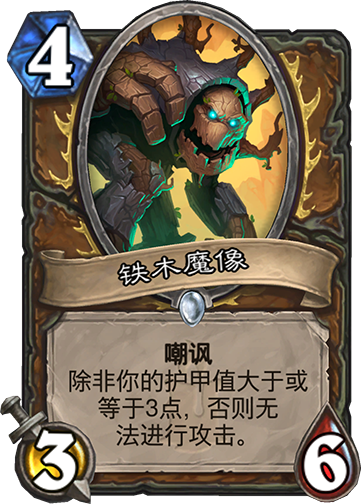 4
铁木魔像
嘲讽
除非你的护甲值大于或
等于3点，否则无
法进行攻击。
3
6